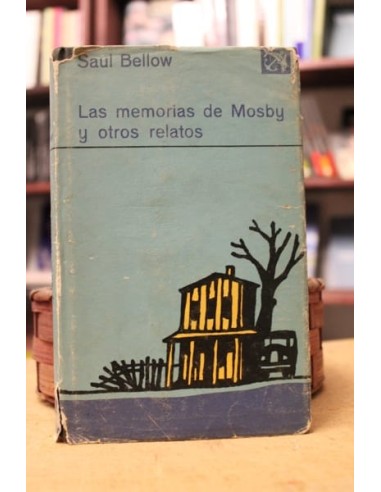 Saul Bellow
Las memorias de Mosby
y otros relatos